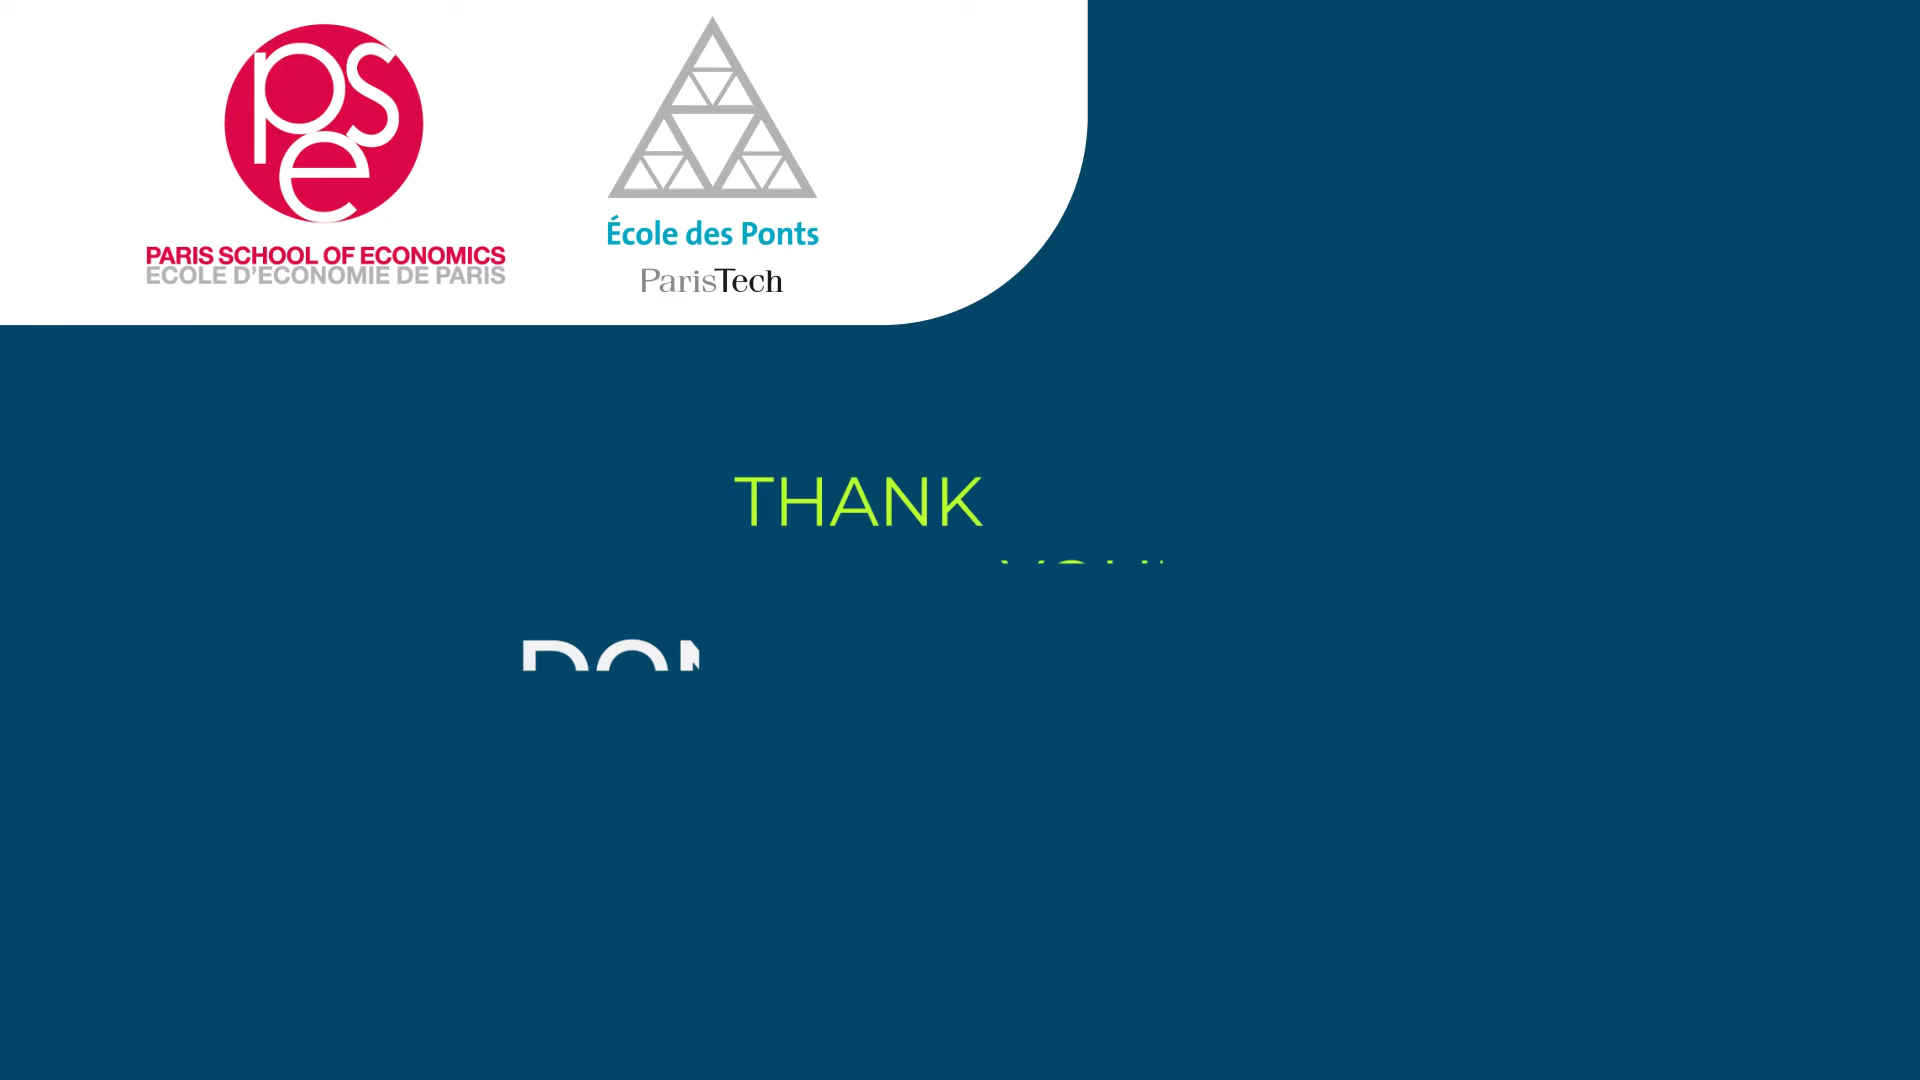 pse
PARIS SCHOOL OF ECONOMICS
ECOLE D'ECONOMIE DE PARIS
École des Ponts
ParisTech
THANK